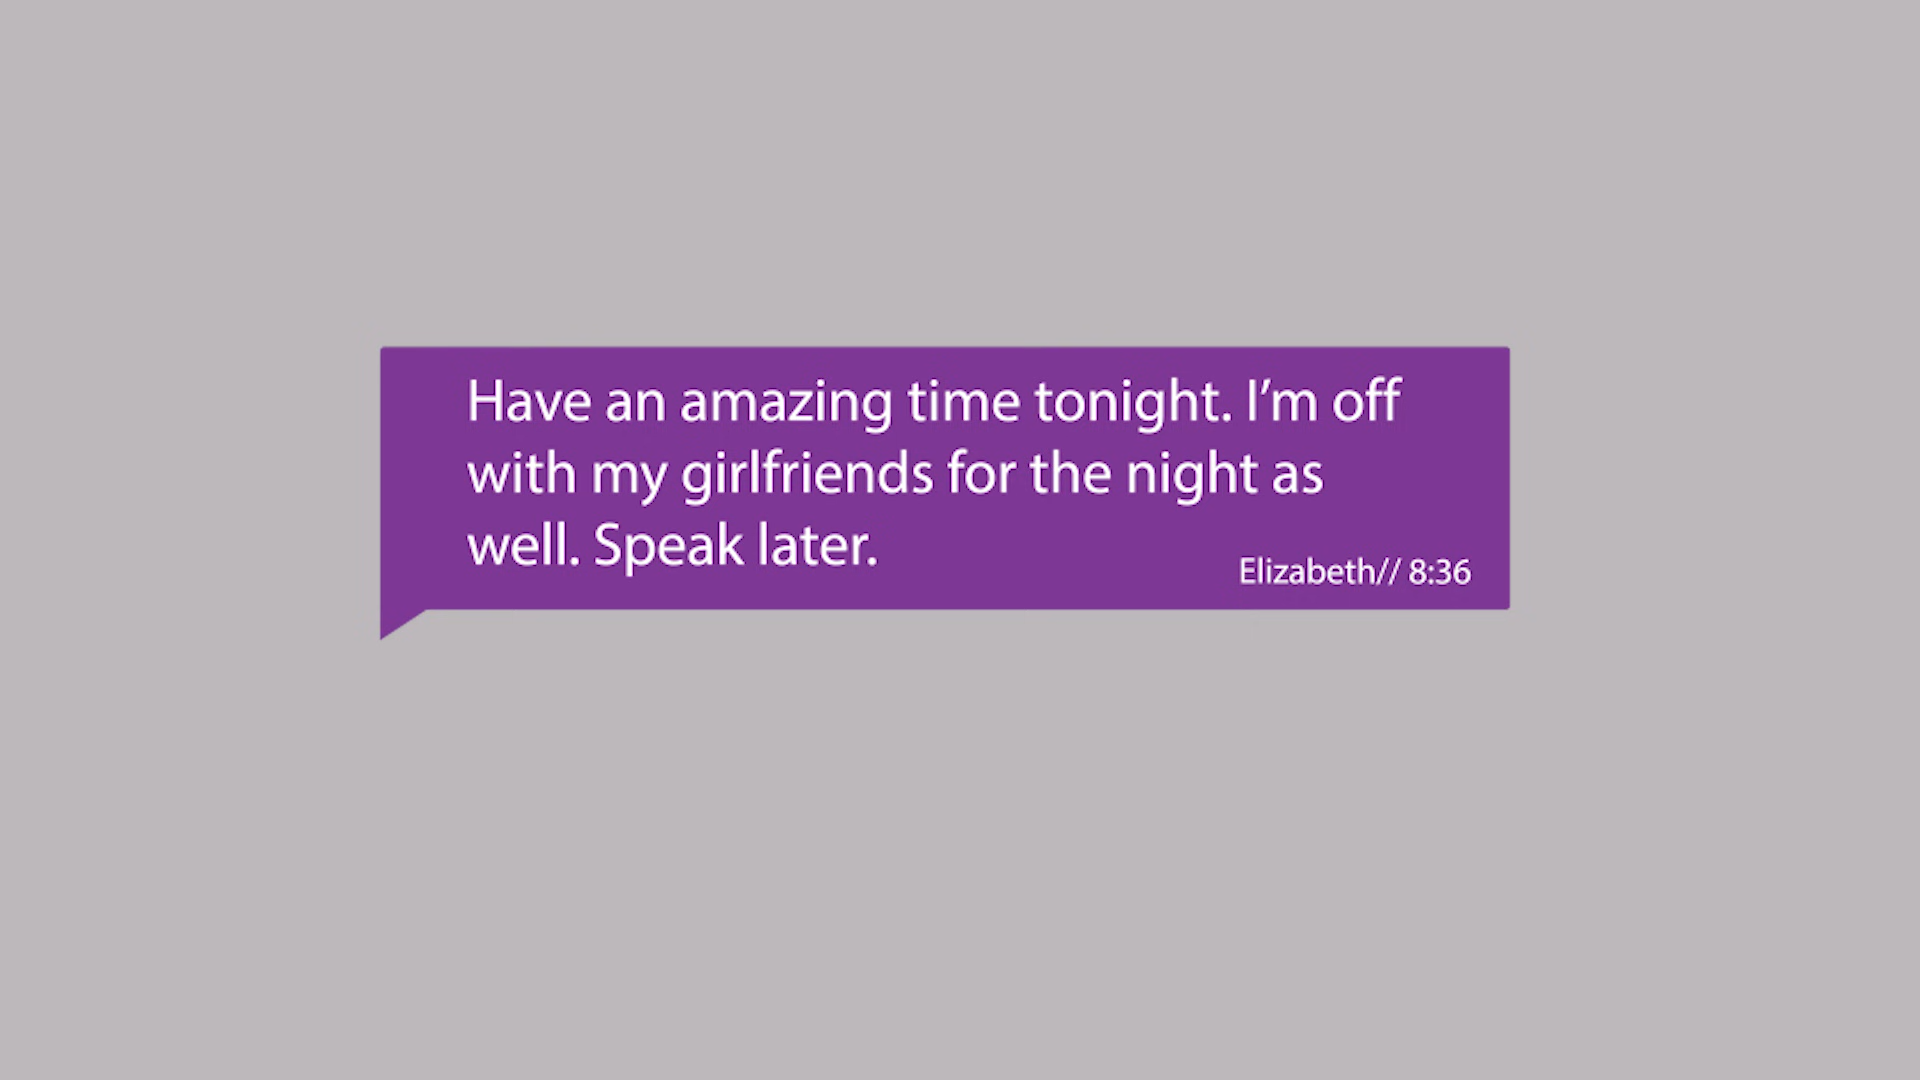 Have an amazing time tonight. I’m off
with my girlfriends for the night as
well. Speak later.
Elizabeth// 8:36